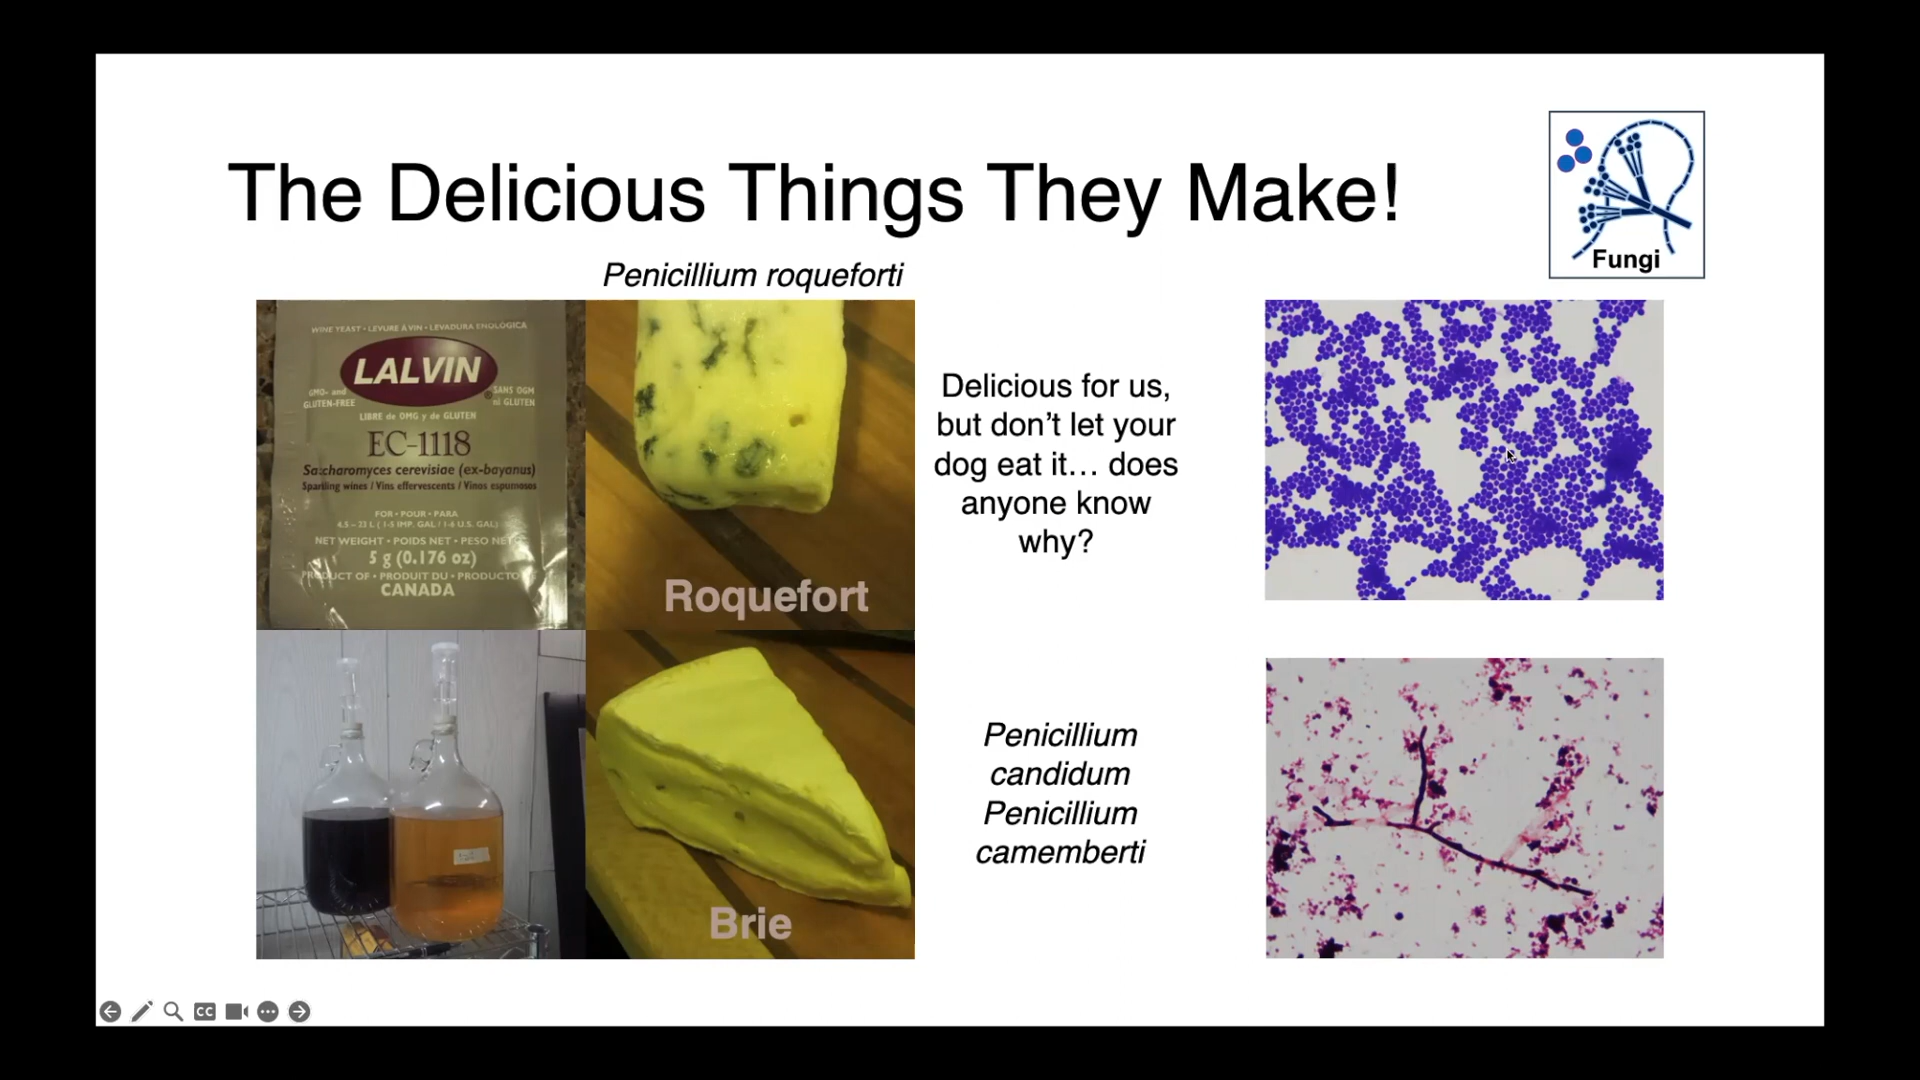 The Delicious Things They Make!
Fungi
Penicillium roqueforti
WINE YEAST • LEVURE À VIN • LEVADURA ENOLÓGICA
LALVIN
GMO- and
GLUTEN-FREE
SANS OGM
ni GLUTEN
LIBRE de OMG y de GLUTEN
EC-1118
Saccharomyces cerevisiae (ex-bayanus)
Sparkling wines / Vins effervescents / Vinos espumosos
FOR • POUR • PARA
4.5 – 23 L ( 1-5 IMP. GAL / 1-6 U.S. GAL)
NET WEIGHT • POIDS NET • PESO NET
5 g (0.176 oz)
PRODUCT OF • PRODUIT DU • PRODUCTO
CANADA
Roquefort
Delicious for us,
but don’t let your
dog eat it… does
anyone know
why?
Brie
Penicillium
candidum
Penicillium
camemberti
CC